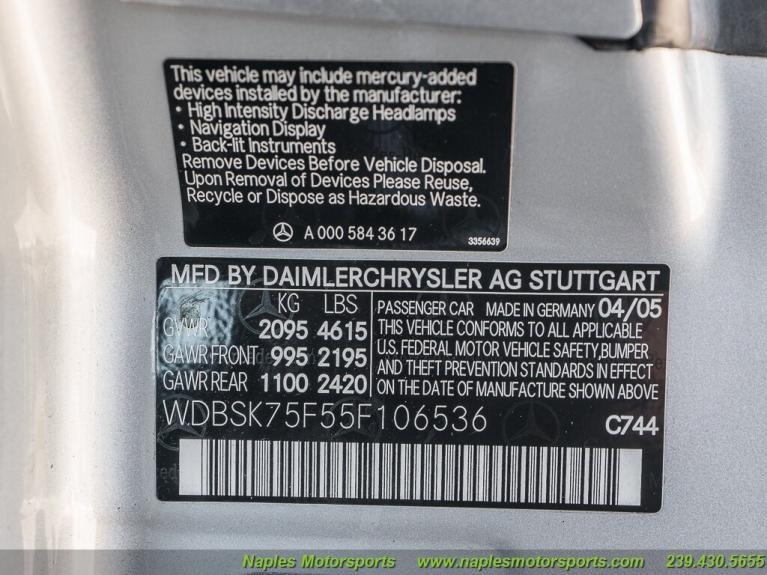 This vehicle may include mercury-added
devices installed by the manufacturer:
• High Intensity Discharge Headlamps
• Navigation Display
• Back-lit Instruments
Remove Devices Before Vehicle Disposal.
Upon Removal of Devices Please Reuse,
Recycle or Dispose as Hazardous Waste.
A 000 584 36 17
3356639
MFD BY DAIMLERCHRYSLER AG STUTTGART
KG LBS
GVWR 2095 4615
GAWR FRONT 995 2195
GAWR REAR 1100 2420
PASSENGER CAR MADE IN GERMANY 04/05
THIS VEHICLE CONFORMS TO ALL APPLICABLE
U.S. FEDERAL MOTOR VEHICLE SAFETY,BUMPER
AND THEFT PREVENTION STANDARDS IN EFFECT
ON THE DATE OF MANUFACTURE SHOWN ABOVE
WDBSK75F55F106536
C744
Naples Motorsports www.naplesmotorsports.com 239.430.5655